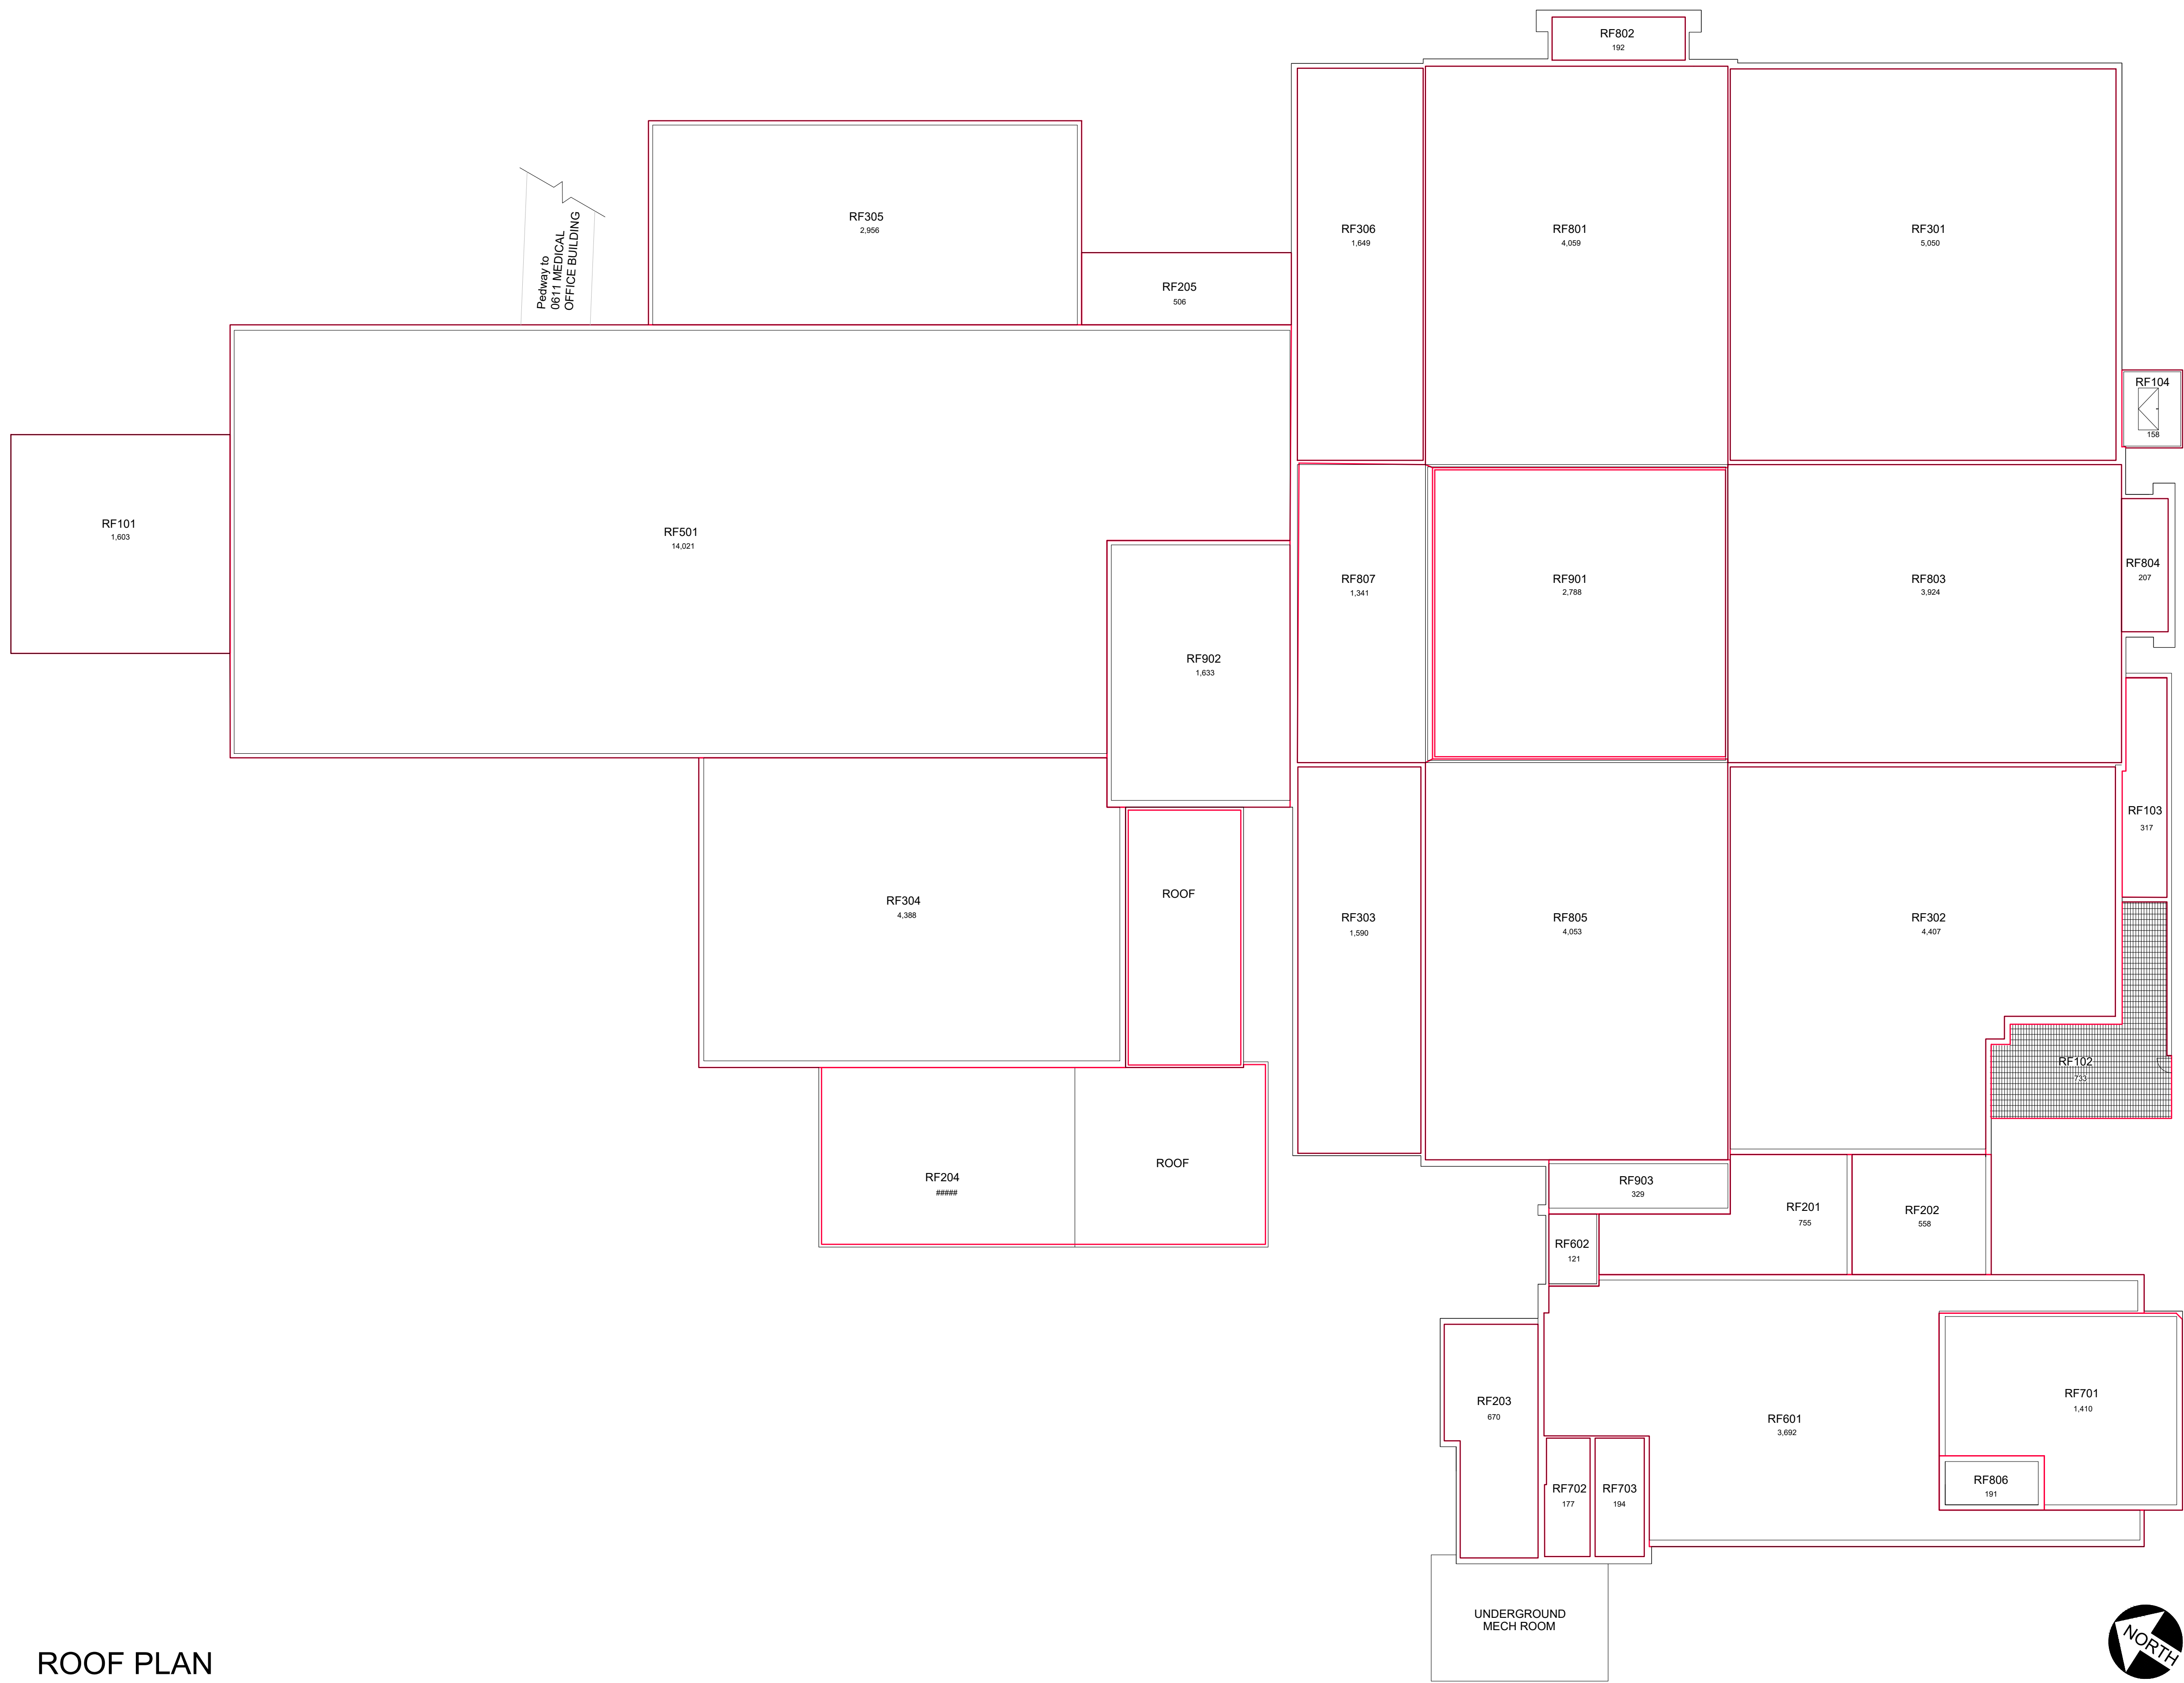 RF802
192
RF305
2,956
RF306
1,649
RF801
4,059
RF301
5,050
Pedway to
0611 MEDICAL
OFFICE BUILDING
RF205
506
RF104
158
RF101
1,603
RF501
14,021
RF807
1,341
RF901
2,788
RF803
3,924
RF804
207
RF902
1,633
RF103
317
RF304
4,388
ROOF
RF303
1,590
RF805
4,053
RF302
4,407
RF102
733
RF204
#####
ROOF
RF903
329
RF201
755
RF202
558
RF602
121
RF203
670
RF601
3,692
RF701
1,410
RF702
177
RF703
194
RF806
191
UNDERGROUND
MECH ROOM
ROOF PLAN
NORTH